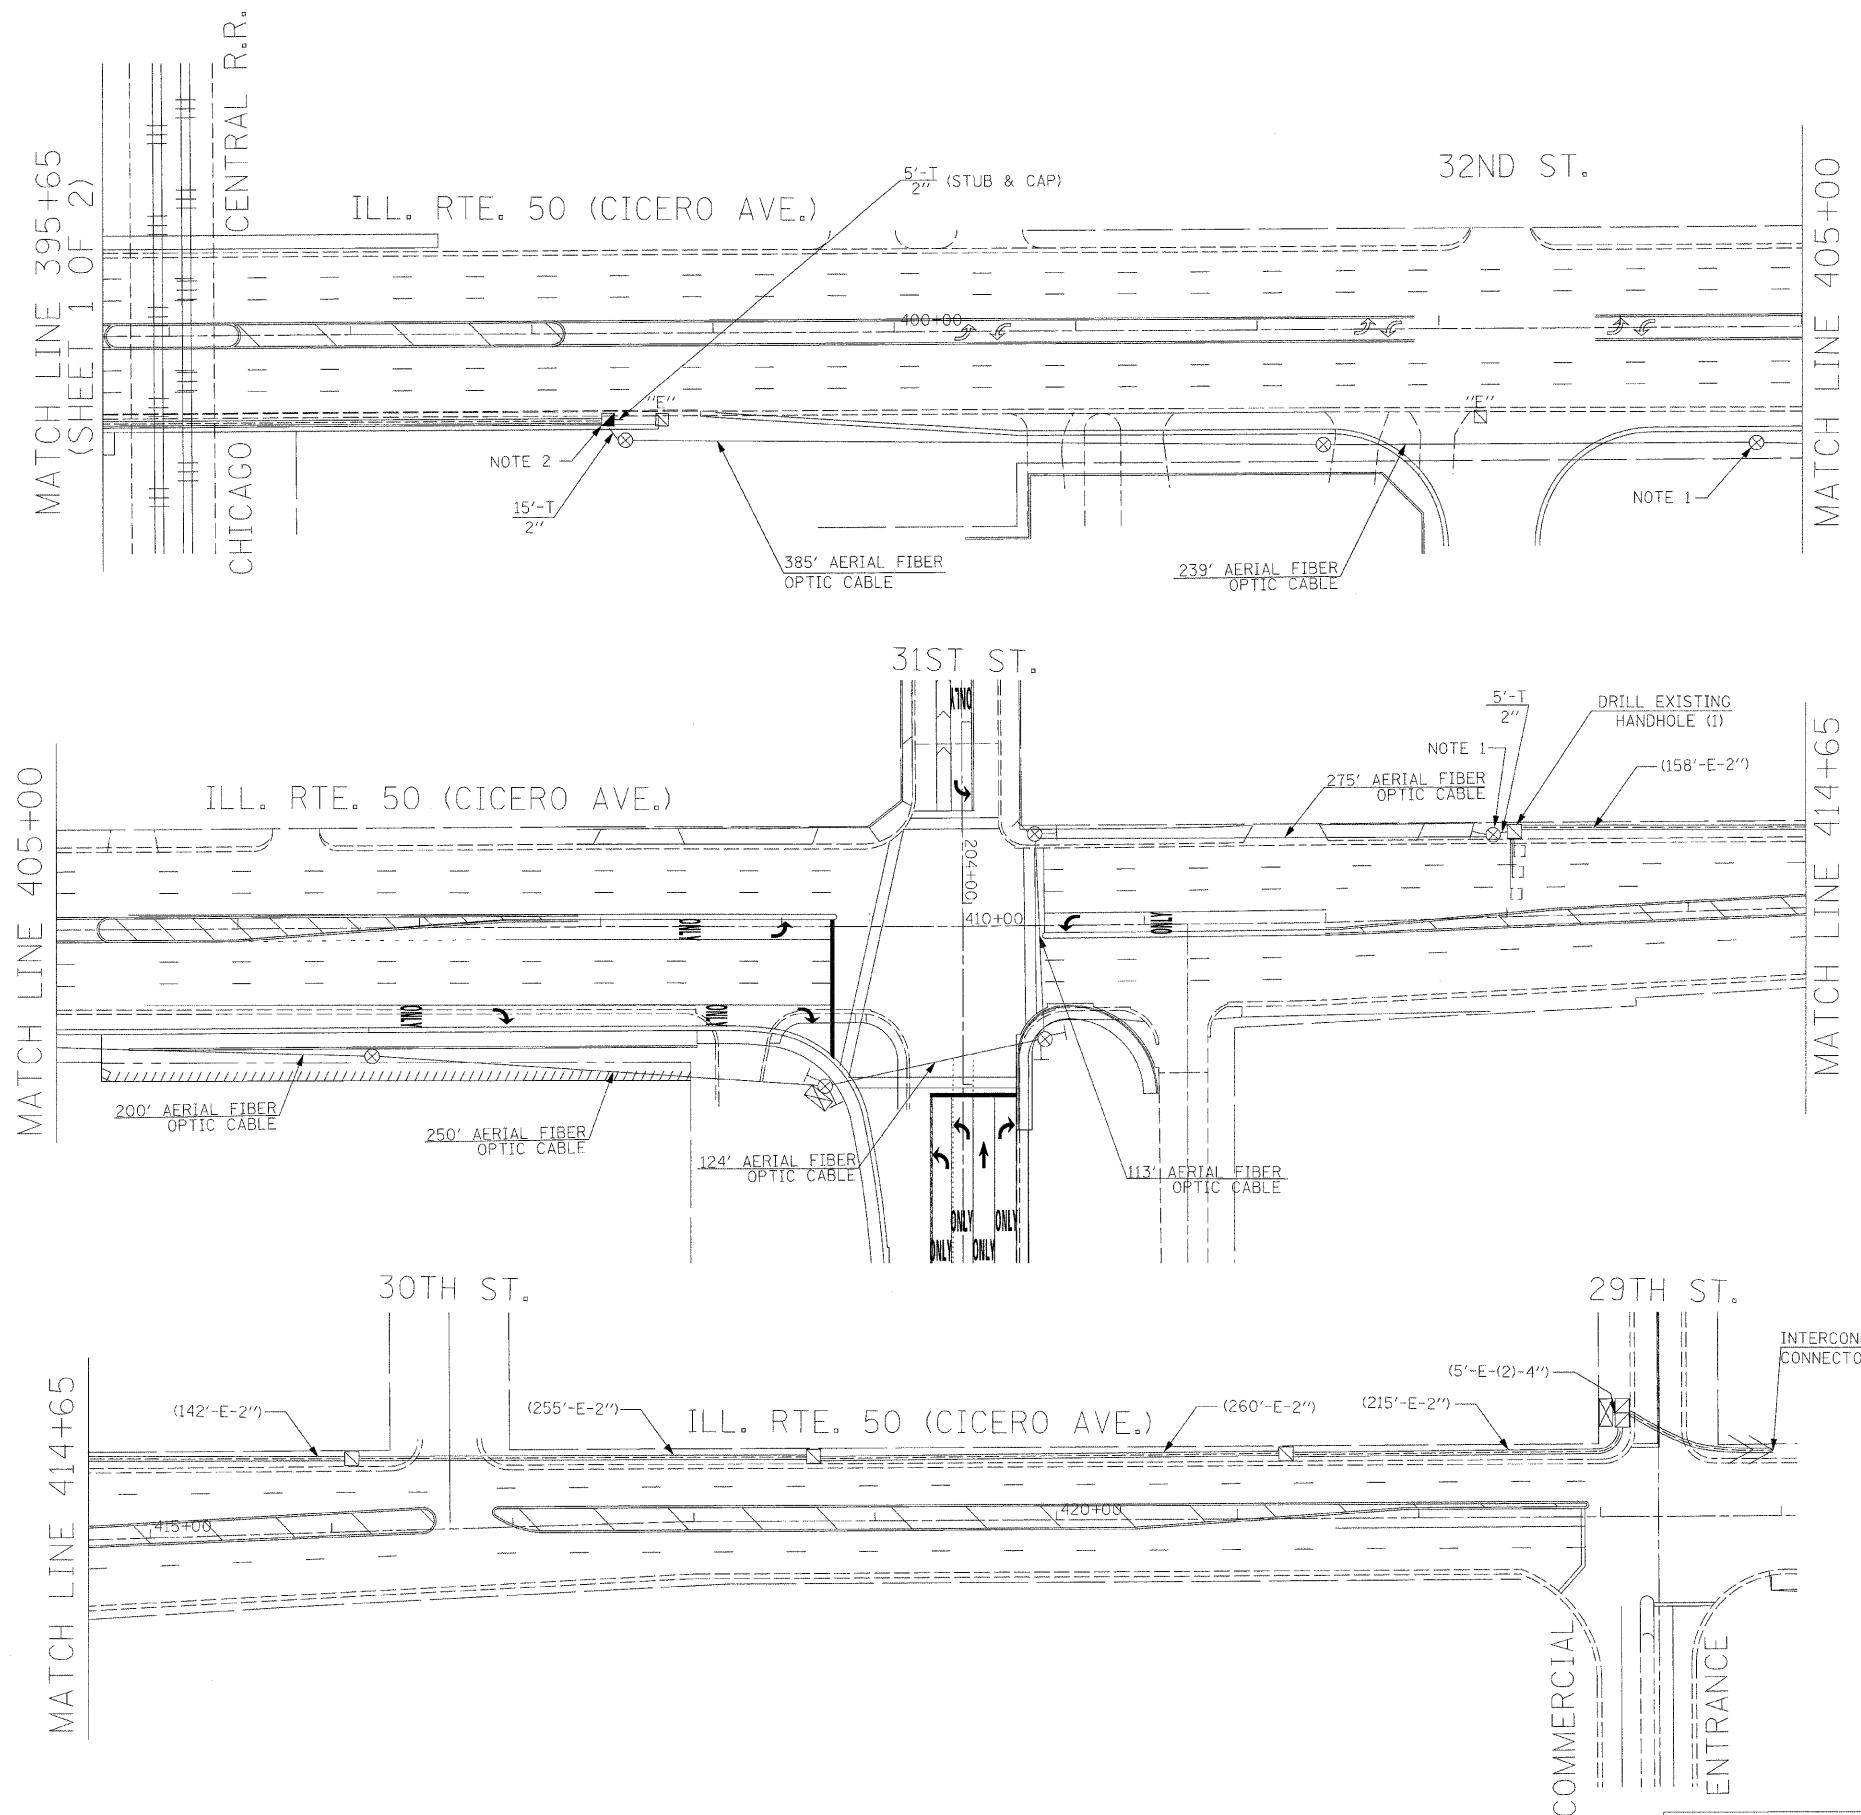 MATCH LINE 395+65
(SHEET 1 OF 2)
CHICAGO CENTRAL R.R.
ILL. RTE. 50 (CICERO AVE.)
5'-T
2" (STUB & CAP)
32ND ST.
MATCH LINE 405+00
400+00
"E"
"E"
NOTE 2
15'-T
2"
NOTE 1
385' AERIAL FIBER
OPTIC CABLE
239' AERIAL FIBER
OPTIC CABLE
31ST ST.
MATCH LINE 405+00
ILL. RTE. 50 (CICERO AVE.)
ONLY
5'-T
2"
DRILL EXISTING
HANDHOLE (1)
NOTE 1
(158'-E-2")
275' AERIAL FIBER
OPTIC CABLE
MATCH LINE 414+65
204+00
410+00
ONLY
ONLY
ONLY
ONLY
200' AERIAL FIBER
OPTIC CABLE
250' AERIAL FIBER
OPTIC CABLE
124' AERIAL FIBER
OPTIC CABLE
113' AERIAL FIBER
OPTIC CABLE
ONLY
ONLY
ONLY
ONLY
30TH ST.
29TH ST.
MATCH LINE 414+65
(142'-E-2")
(255'-E-2")
ILL. RTE. 50 (CICERO AVE.)
(260'-E-2")
(215'-E-2")
(5'-E-(2)-4")
INTERCON
CONNECTO
415+00
420+00
COMMERCIAL
ENTRANCE